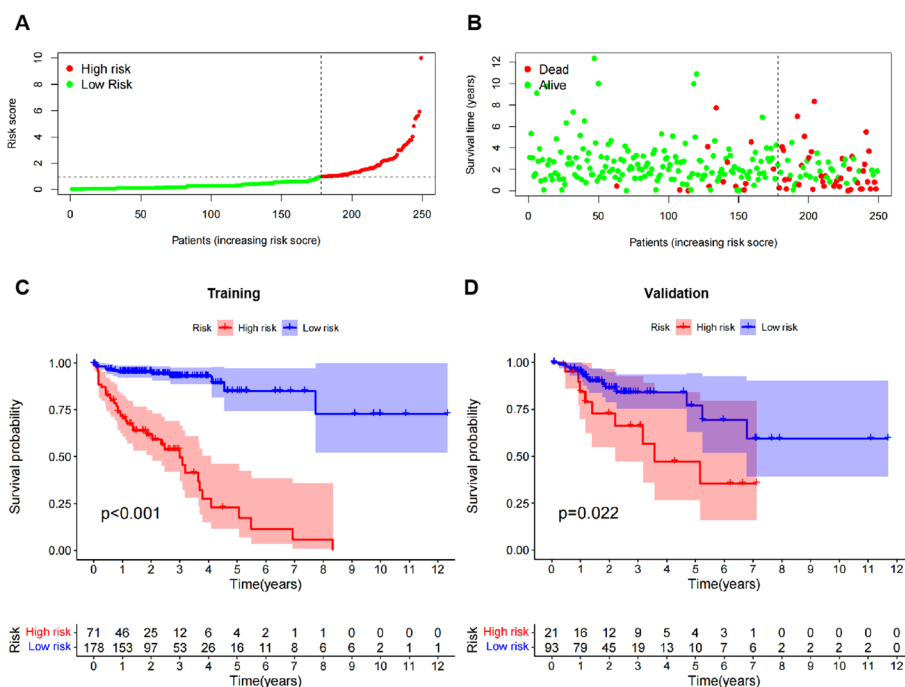 A
Risk score
10
8
6
4
2
0
High risk
Low Risk
0 50 100 150 200 250
Patients (increasing risk socre)
B
Survival time (years)
12
10
8
6
4
2
0
Dead
Alive
0 50 100 150 200 250
Patients (increasing risk socre)
C
Training
Risk High risk Low risk
Survival probability
1.00
0.75
0.50
0.25
0.00
p<0.001
0 1 2 3 4 5 6 7 8 9 10 11 12
Time(years)
Risk
High risk 71 46 25 12 6 4 2 1 1 0 0 0 0
Low risk 178 153 97 53 26 16 11 8 6 6 2 1 1
0 1 2 3 4 5 6 7 8 9 10 11 12
Time(years)
D
Validation
Risk High risk Low risk
Survival probability
1.00
0.75
0.50
0.25
0.00
p=0.022
0 1 2 3 4 5 6 7 8 9 10 11 12
Time(years)
Risk
High risk 21 16 12 9 5 4 3 1 0 0 0 0 0
Low risk 93 79 45 19 13 10 7 6 2 2 2 2 0
0 1 2 3 4 5 6 7 8 9 10 11 12
Time(years)